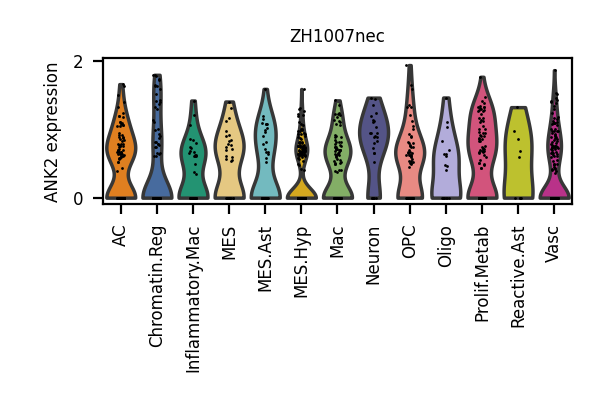 ZH1007nec
ANK2 expression
2
0
AC
Chromatin.Reg
Inflammatory.Mac
MES
MES.Ast
MES.Hyp
Mac
Neuron
OPC
Oligo
Prolif.Metab
Reactive.Ast
Vasc